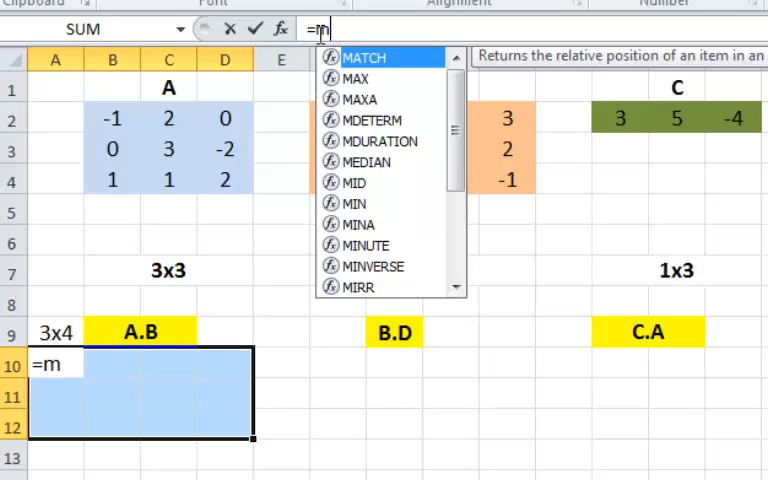 Clipboard Font Alignment Number
SUM =m
MATCH Returns the relative position of an item in an
MAX
MAXA
MDETERM
MDURATION
MEDIAN
MID
MIN
MINA
MINUTE
MINVERSE
MIRR
A B C D E
1 A C
2 -1 2 0 3 3 5 -4
3 0 3 -2 2
4 1 1 2 -1
5
6
7 3x3 1x3
8
9 3x4 A.B B.D C.A
10 =m
11
12
13